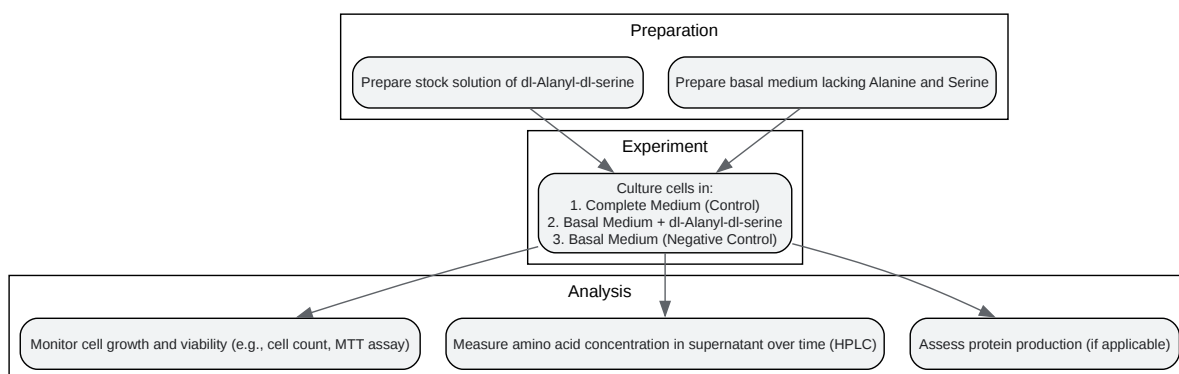 Preparation
Prepare stock solution of dl-Alanyl-dl-serine
Prepare basal medium lacking Alanine and Serine
Experiment
Culture cells in:
1. Complete Medium (Control)
2. Basal Medium + dl-Alanyl-dl-serine
3. Basal Medium (Negative Control)
Analysis
Monitor cell growth and viability (e.g., cell count, MTT assay)
Measure amino acid concentration in supernatant over time (HPLC)
Assess protein production (if applicable)